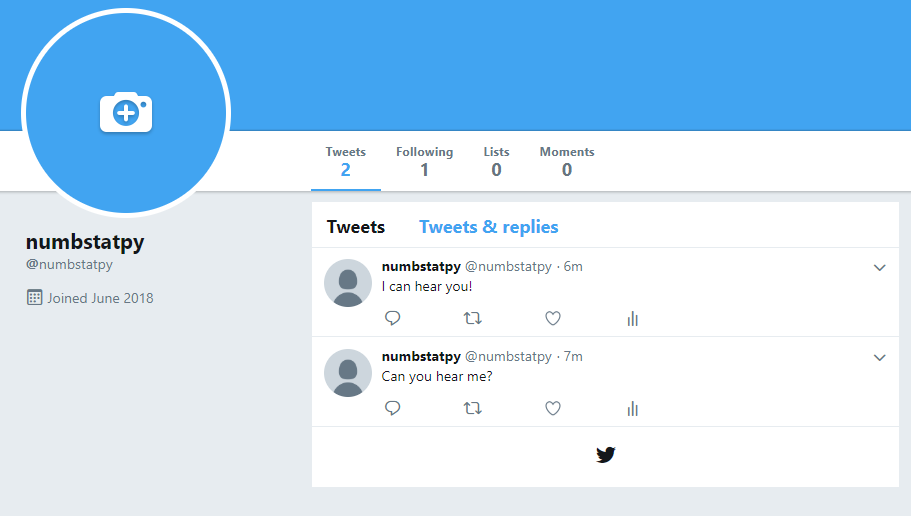 Tweets Following Lists Moments
2 1 0 0
numbstatpy
@numbstatpy
Joined June 2018
Tweets Tweets & replies
numbstatpy @numbstatpy · 6m
I can hear you!
numbstatpy @numbstatpy · 7m
Can you hear me?